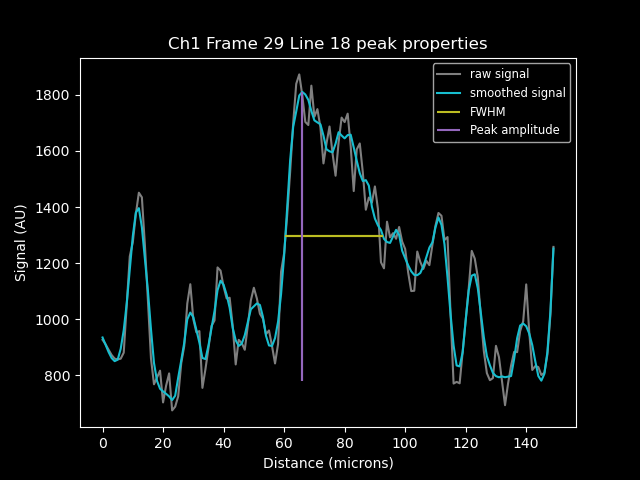 Ch1 Frame 29 Line 18 peak properties
raw signal
smoothed signal
FWHM
Peak amplitude
Signal (AU)
1800
1600
1400
1200
1000
800
0 20 40 60 80 100 120 140
Distance (microns)